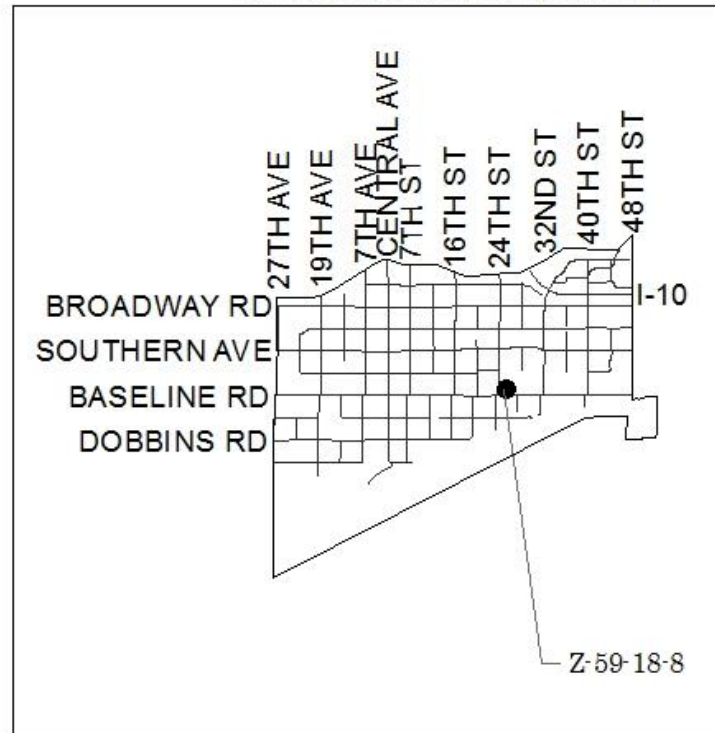 27TH AVE
19TH AVE
7TH AVE
CENTRAL AVE
7TH ST
16TH ST
24TH ST
32ND ST
40TH ST
48TH ST
I-10
BROADWAY RD
SOUTHERN AVE
BASELINE RD
DOBBINS RD
Z-59-18-8